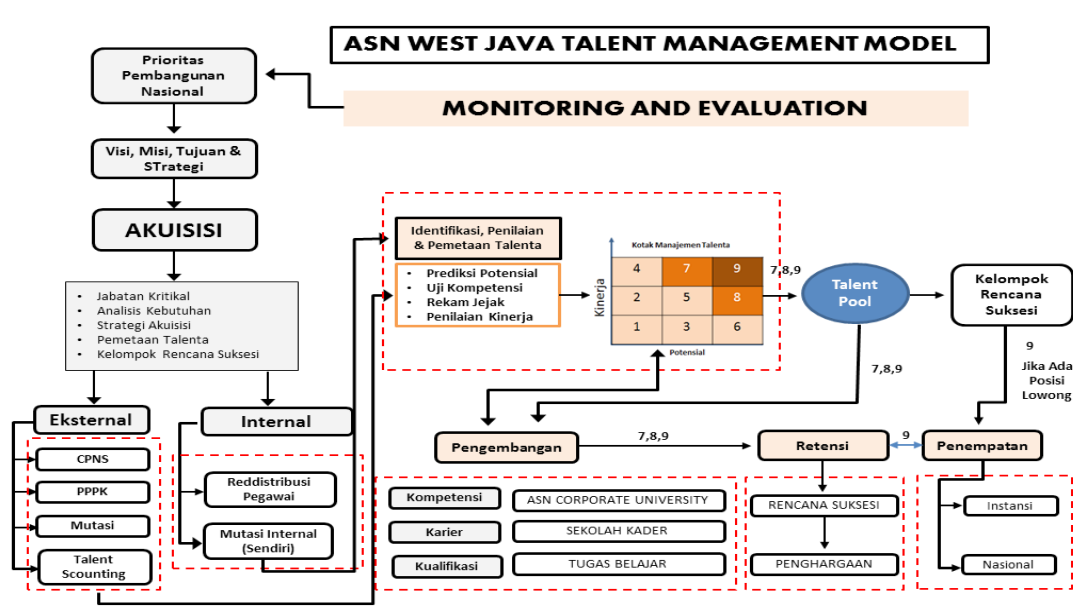 ASN WEST JAVA TALENT MANAGEMENT MODEL
MONITORING AND EVALUATION
Prioritas
Pembangunan
Nasional
Visi, Misi, Tujuan &
STrategi
AKUISISI
• Jabatan Kritikal
• Analisis Kebutuhan
• Strategi Akuisisi
• Pemetaan Talenta
• Kelompok Rencana Suksesi
Eksternal
CPNS
PPPK
Mutasi
Talent
Scounting
Internal
Reddistribusi
Pegawai
Mutasi Internal
(Sendiri)
Identifikasi, Penilaian
& Pemetaan Talenta
• Prediksi Potensial
• Uji Kompetensi
• Rekam Jejak
• Penilaian Kinerja
Kotak Manajemen Talenta
Kinerja
4 7 9
2 5 8
1 3 6
Potensial
7,8,9
Talent
Pool
Kelompok
Rencana
Suksesi
7,8,9
9
Jika Ada
Posisi
Lowong
Pengembangan
7,8,9
Retensi
9
Penempatan
Kompetensi
ASN CORPORATE UNIVERSITY
Karier
SEKOLAH KADER
Kualifikasi
TUGAS BELAJAR
RENCANA SUKSESI
PENGHARGAAN
Instansi
Nasional